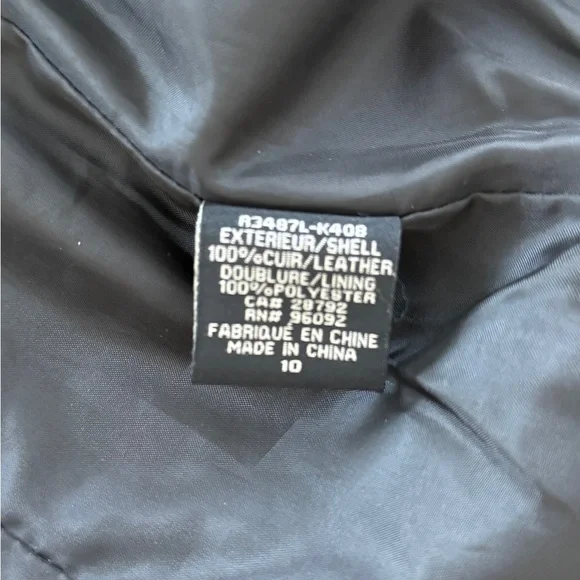 A3487L-K408
EXTERIEUR/SHELL
100%CUIR/LEATHER
DOUBLURE/LINING
100%POLYESTER
CA# 28792
RN# 96092
FABRIQUÉ EN CHINE
MADE IN CHINA
10